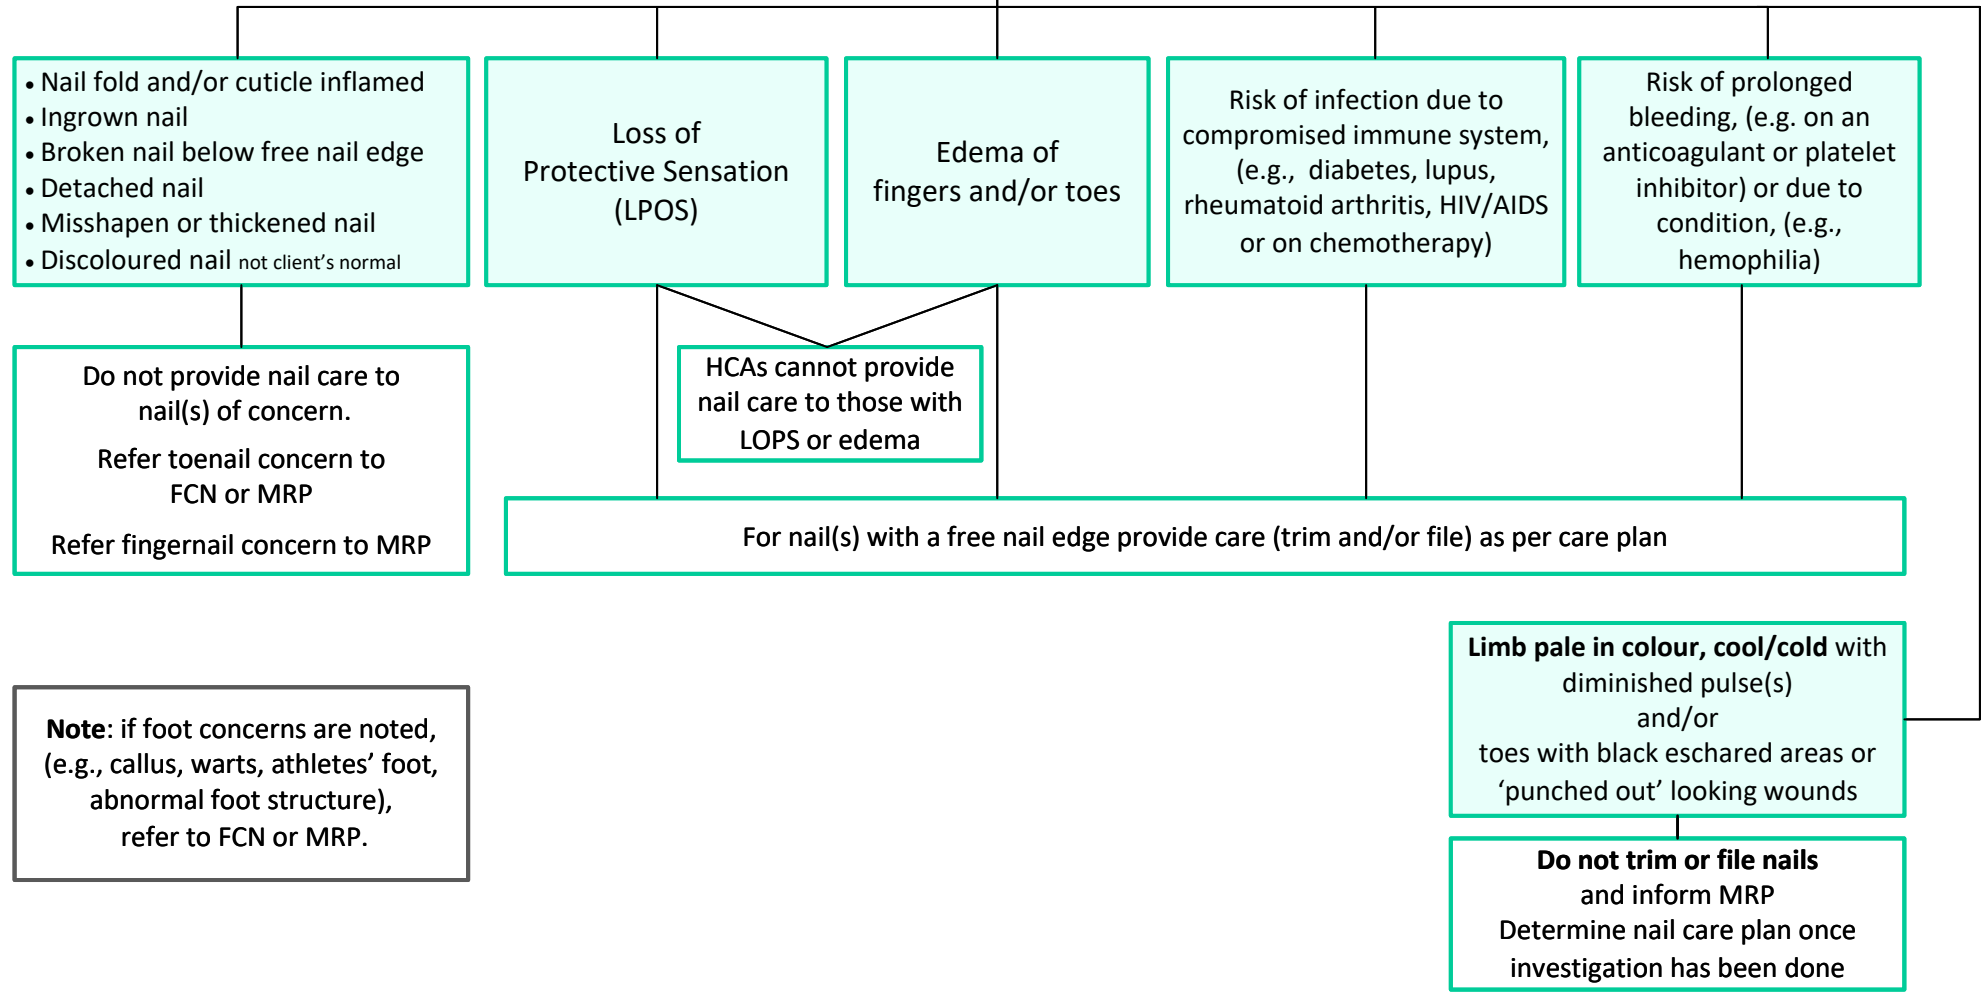 • Nail fold and/or cuticle inflamed
• Ingrown nail
• Broken nail below free nail edge
• Detached nail
• Misshapen or thickened nail
• Discoloured nail not client's normal
Loss of
Protective Sensation
(LPOS)
Edema of
fingers and/or toes
Risk of infection due to
compromised immune system,
(e.g., diabetes, lupus,
rheumatoid arthritis, HIV/AIDS
or on chemotherapy)
Risk of prolonged
bleeding, (e.g. on an
anticoagulant or platelet
inhibitor) or due to
condition, (e.g.,
hemophilia)
Do not provide nail care to
nail(s) of concern.
Refer toenail concern to
FCN or MRP
Refer fingernail concern to MRP
HCAs cannot provide
nail care to those with
LOPS or edema
For nail(s) with a free nail edge provide care (trim and/or file) as per care plan
Limb pale in colour, cool/cold with
diminished pulse(s)
and/or
toes with black eschared areas or
‘punched out’ looking wounds
Note: if foot concerns are noted,
(e.g., callus, warts, athletes’ foot,
abnormal foot structure),
refer to FCN or MRP.
Do not trim or file nails
and inform MRP
Determine nail care plan once
investigation has been done